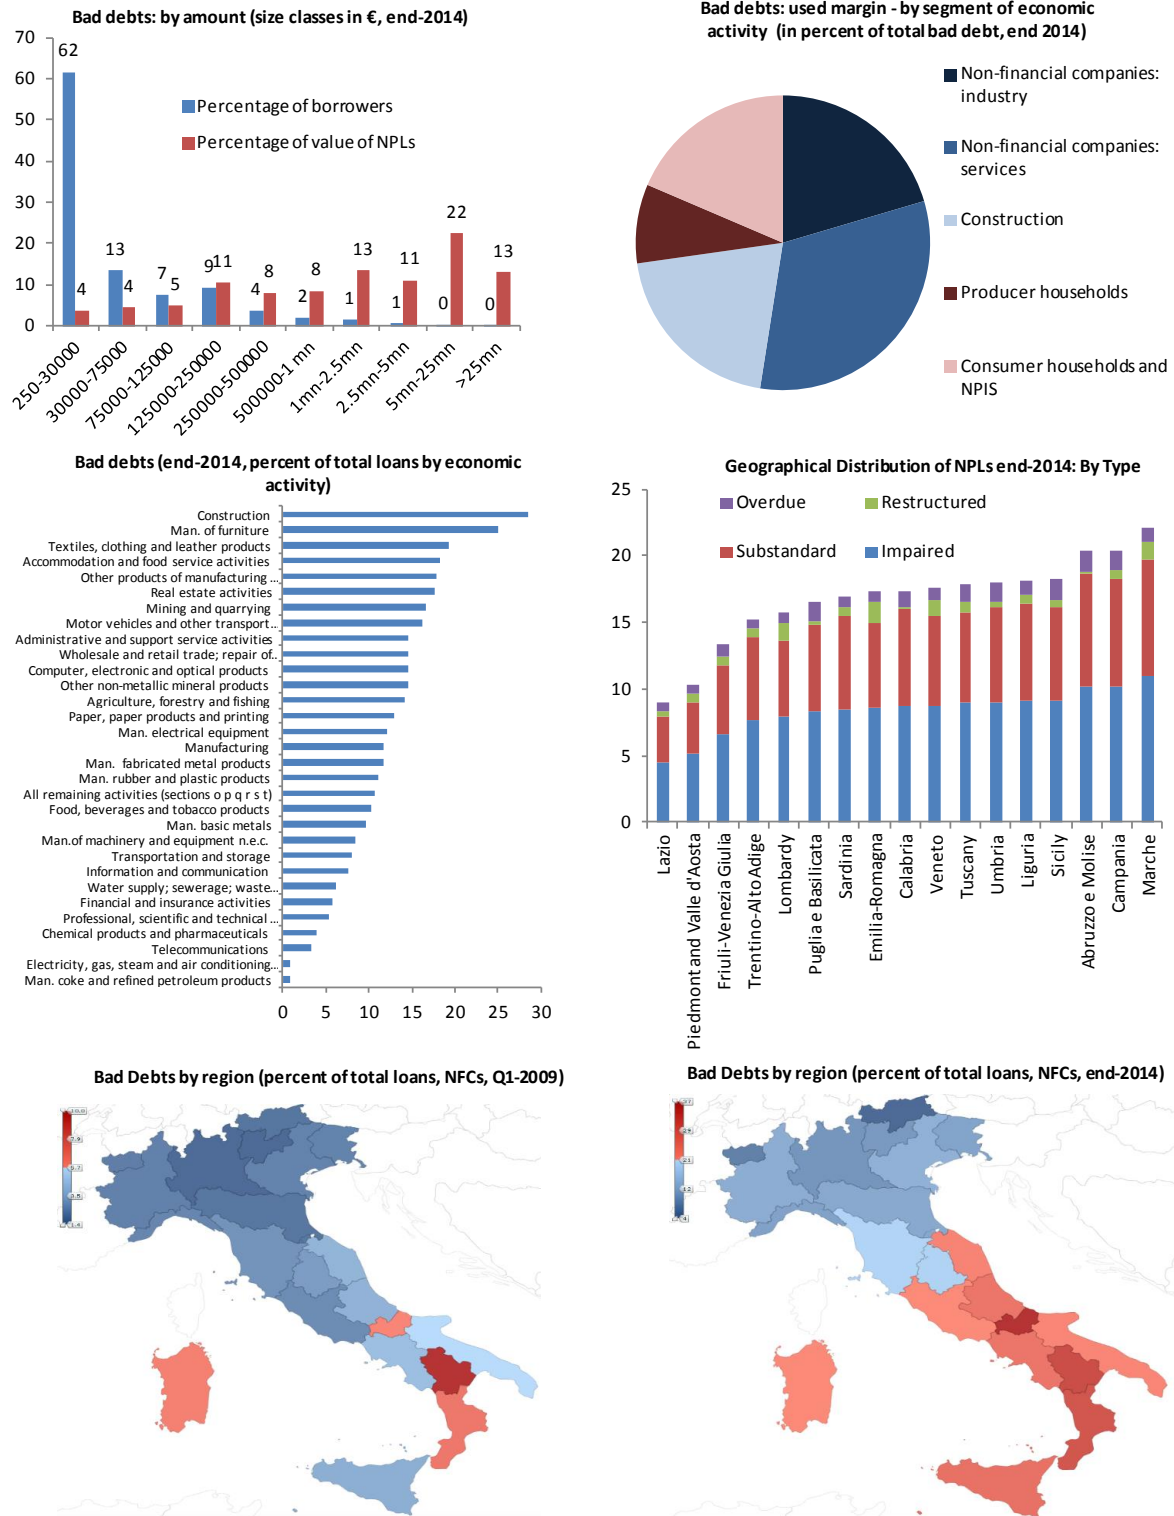 Bad debts: by amount (size classes in €, end-2014)
70
60
50
40
30
20
10
0
62
4
13
4
7
5
9
11
4
8
2
8
1
13
1
11
0
22
0
13
Percentage of borrowers
Percentage of value of NPLs
250-30000
30000-75000
75000-125000
125000-250000
250000-500000
500000-1 mn
1mn-2.5mn
2.5mn-5mn
5mn-25mn
>25mn
Bad debts: used margin - by segment of economic
activity (in percent of total bad debt, end 2014)
Non-financial companies:
industry
Non-financial companies:
services
Construction
Producer households
Consumer households and
NPIS
Bad debts (end-2014, percent of total loans by economic
activity)
Construction
Man. of furniture
Textiles, clothing and leather products
Accommodation and food service activities
Other products of manufacturing ...
Real estate activities
Mining and quarrying
Motor vehicles and other transport...
Administrative and support service activities
Wholesale and retail trade; repair of..
Computer, electronic and optical products
Other non-metallic mineral products
Agriculture, forestry and fishing
Paper, paper products and printing
Man. electrical equipment
Manufacturing
Man. fabricated metal products
Man. rubber and plastic products
All remaining activities (sections o p q r s t)
Food, beverages and tobacco products
Man. basic metals
Man.of machinery and equipment n.e.c.
Transportation and storage
Information and communication
Water supply; sewerage; waste...
Financial and insurance activities
Professional, scientific and technical ...
Chemical products and pharmaceuticals
Telecommunications
Electricity, gas, steam and air conditioning...
Man. coke and refined petroleum products
0 5 10 15 20 25 30
Geographical Distribution of NPLs end-2014: By Type
25
20
15
10
5
0
Overdue
Restructured
Substandard
Impaired
Lazio
Piedmont and Valle d'Aosta
Friuli-Venezia Giulia
Trentino-Alto Adige
Lombardy
Puglia e Basilicata
Sardinia
Emilia-Romagna
Calabria
Veneto
Tuscany
Umbria
Liguria
Sicily
Abruzzo e Molise
Campania
Marche
Bad Debts by region (percent of total loans, NFCs, Q1-2009)
10.0
7.9
5.7
3.5
1.4
Bad Debts by region (percent of total loans, NFCs, end-2014)
37
29
21
12
4